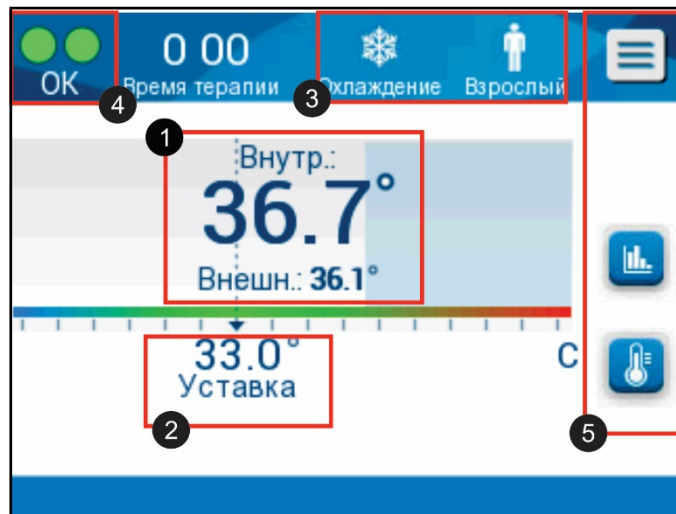 OK
0 00
Время терапии
Охлаждение
Взрослый
4
3
1
Внутр.:
36.7°
Внешн.: 36.1°
33.0°
C
Уставка
2
5